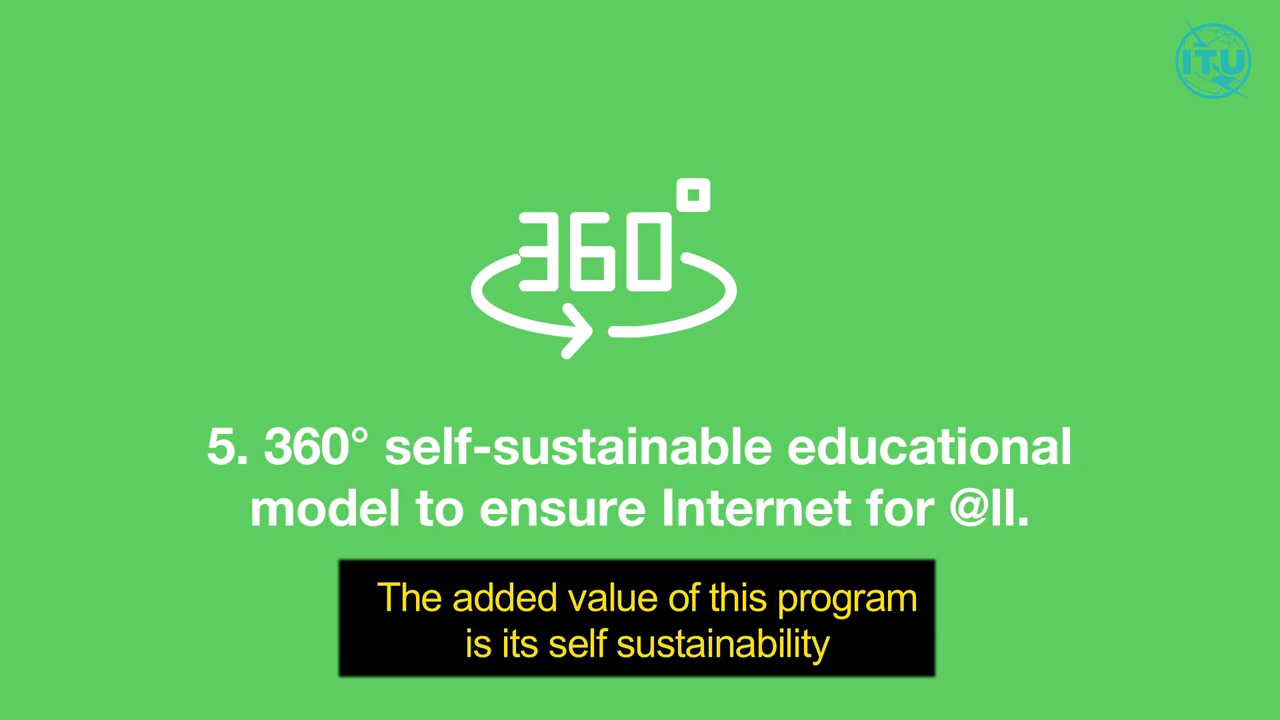 ITU
360°
5. 360° self-sustainable educational
model to ensure Internet for @ll.
The added value of this program
is its self sustainability